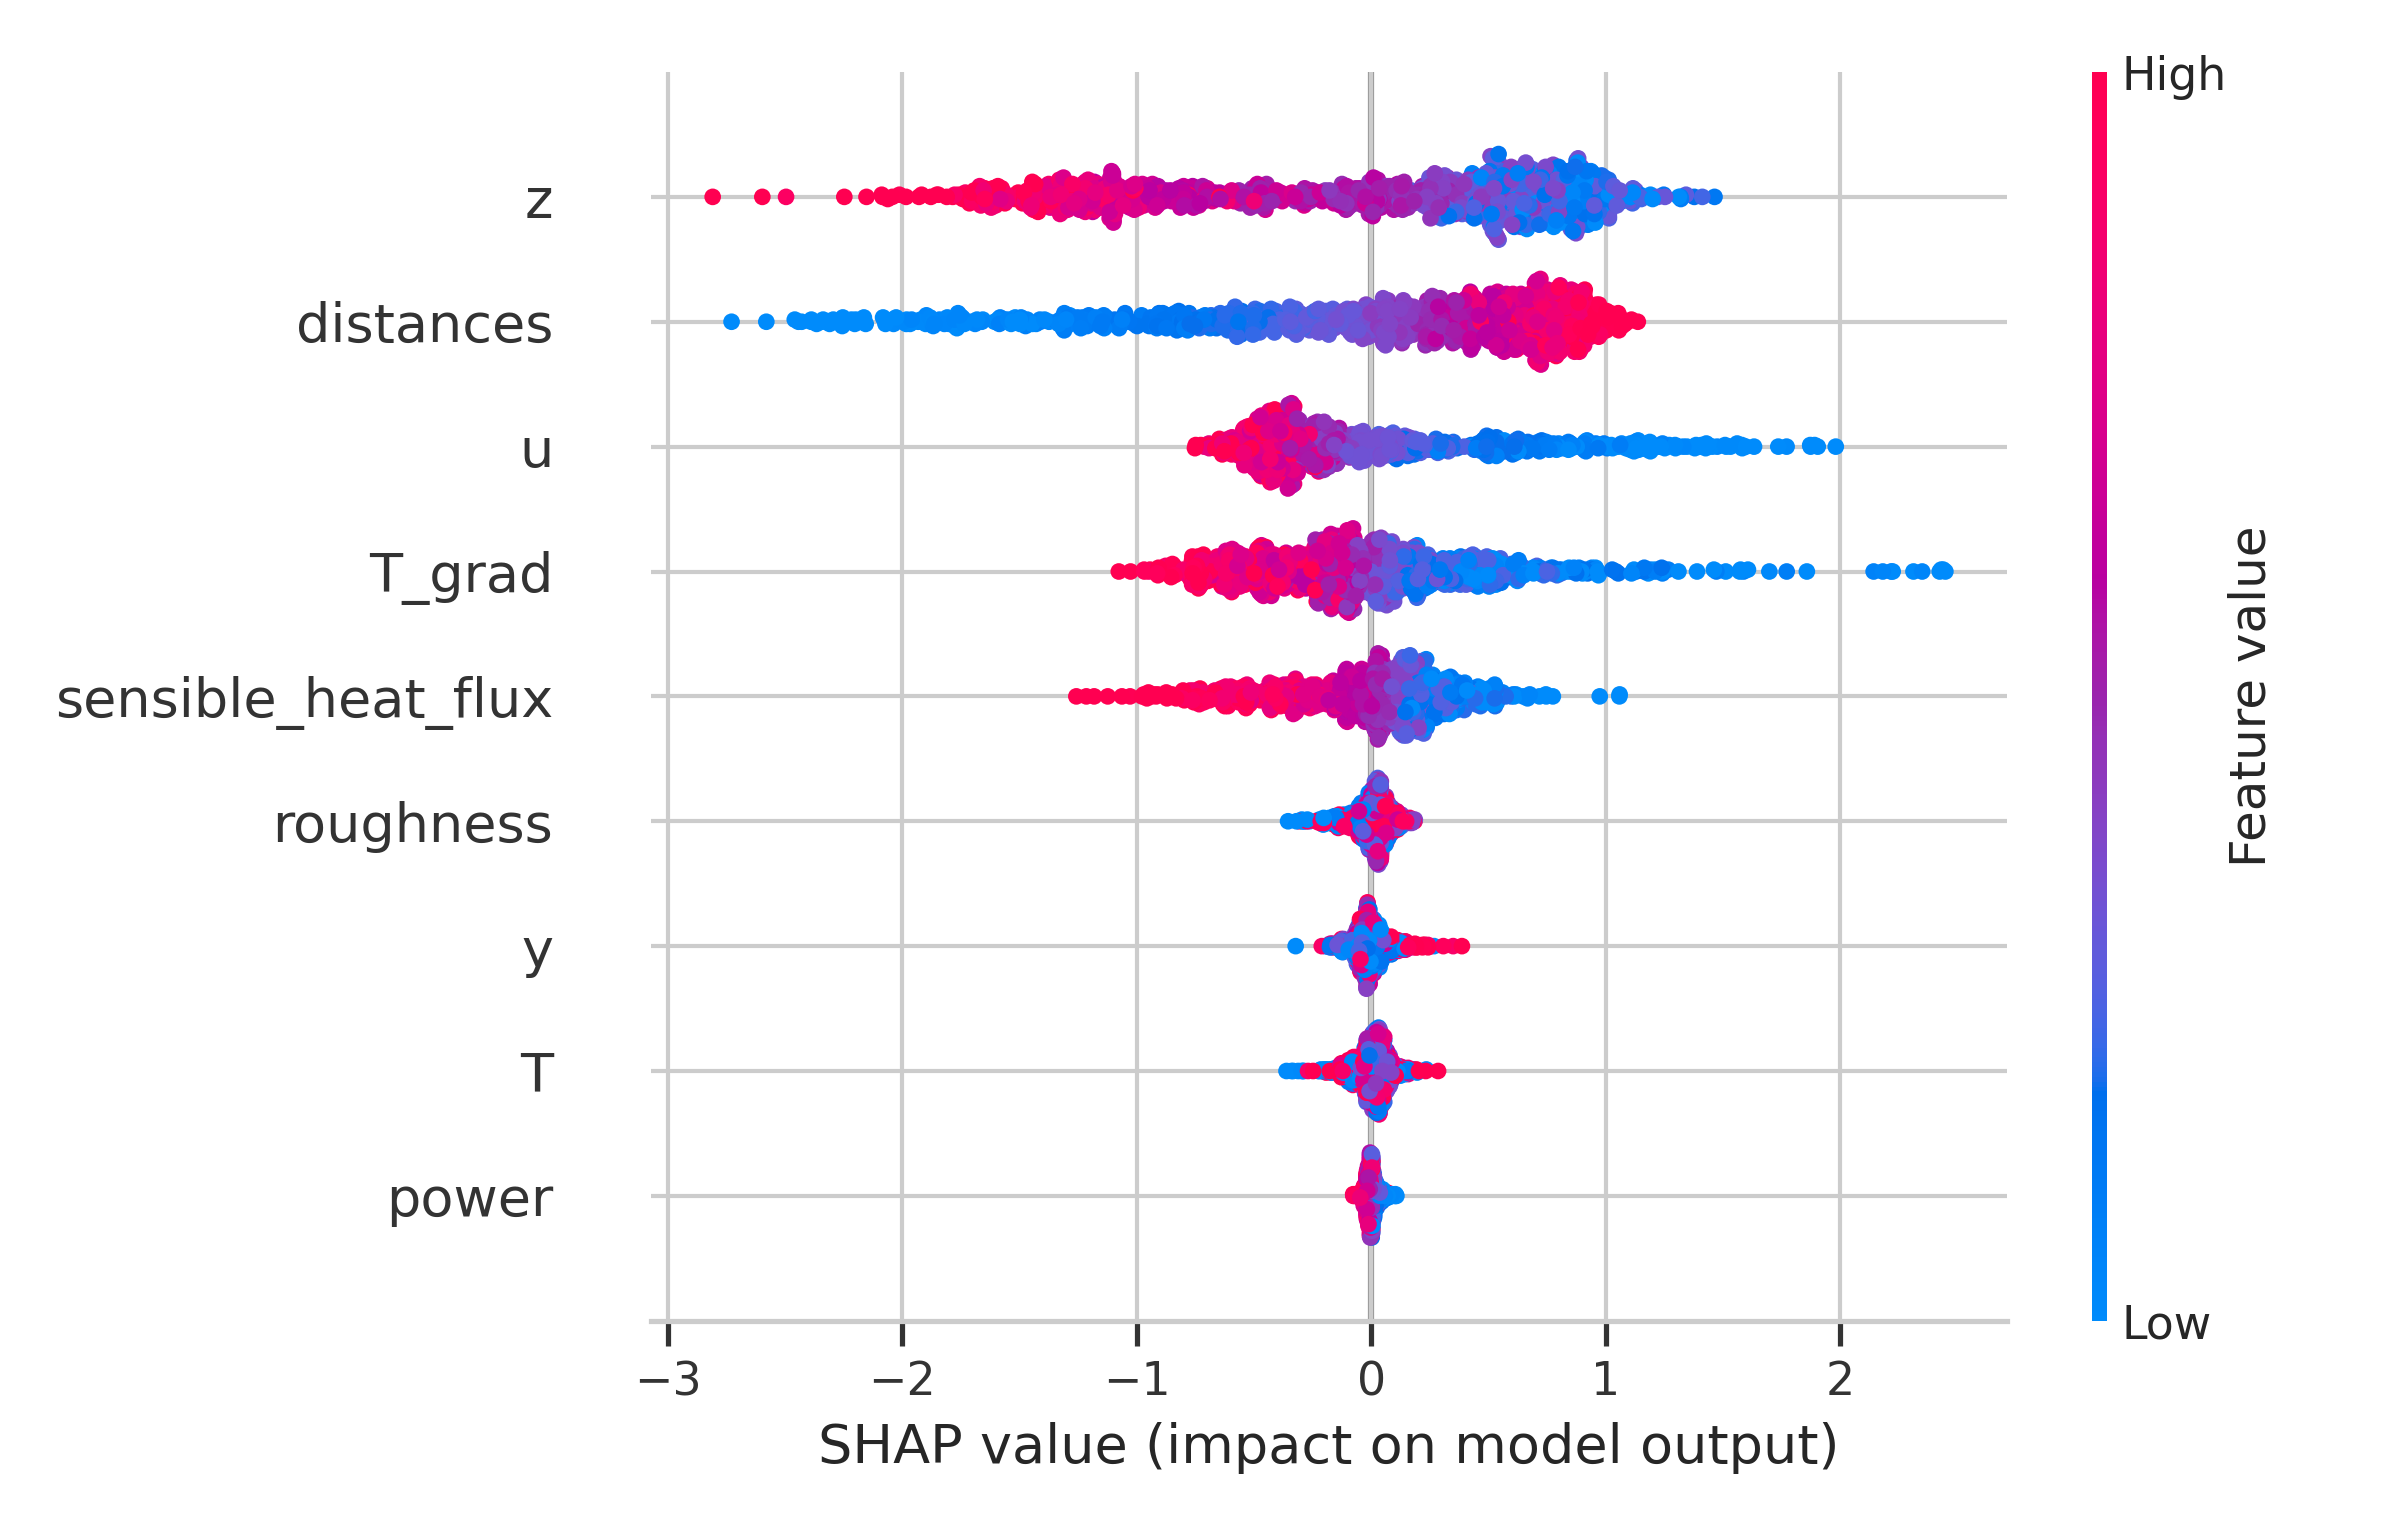 High
z
distances
u
T_grad
sensible_heat_flux
roughness
y
T
power
Feature value
Low
−3 −2 −1 0 1 2
SHAP value (impact on model output)